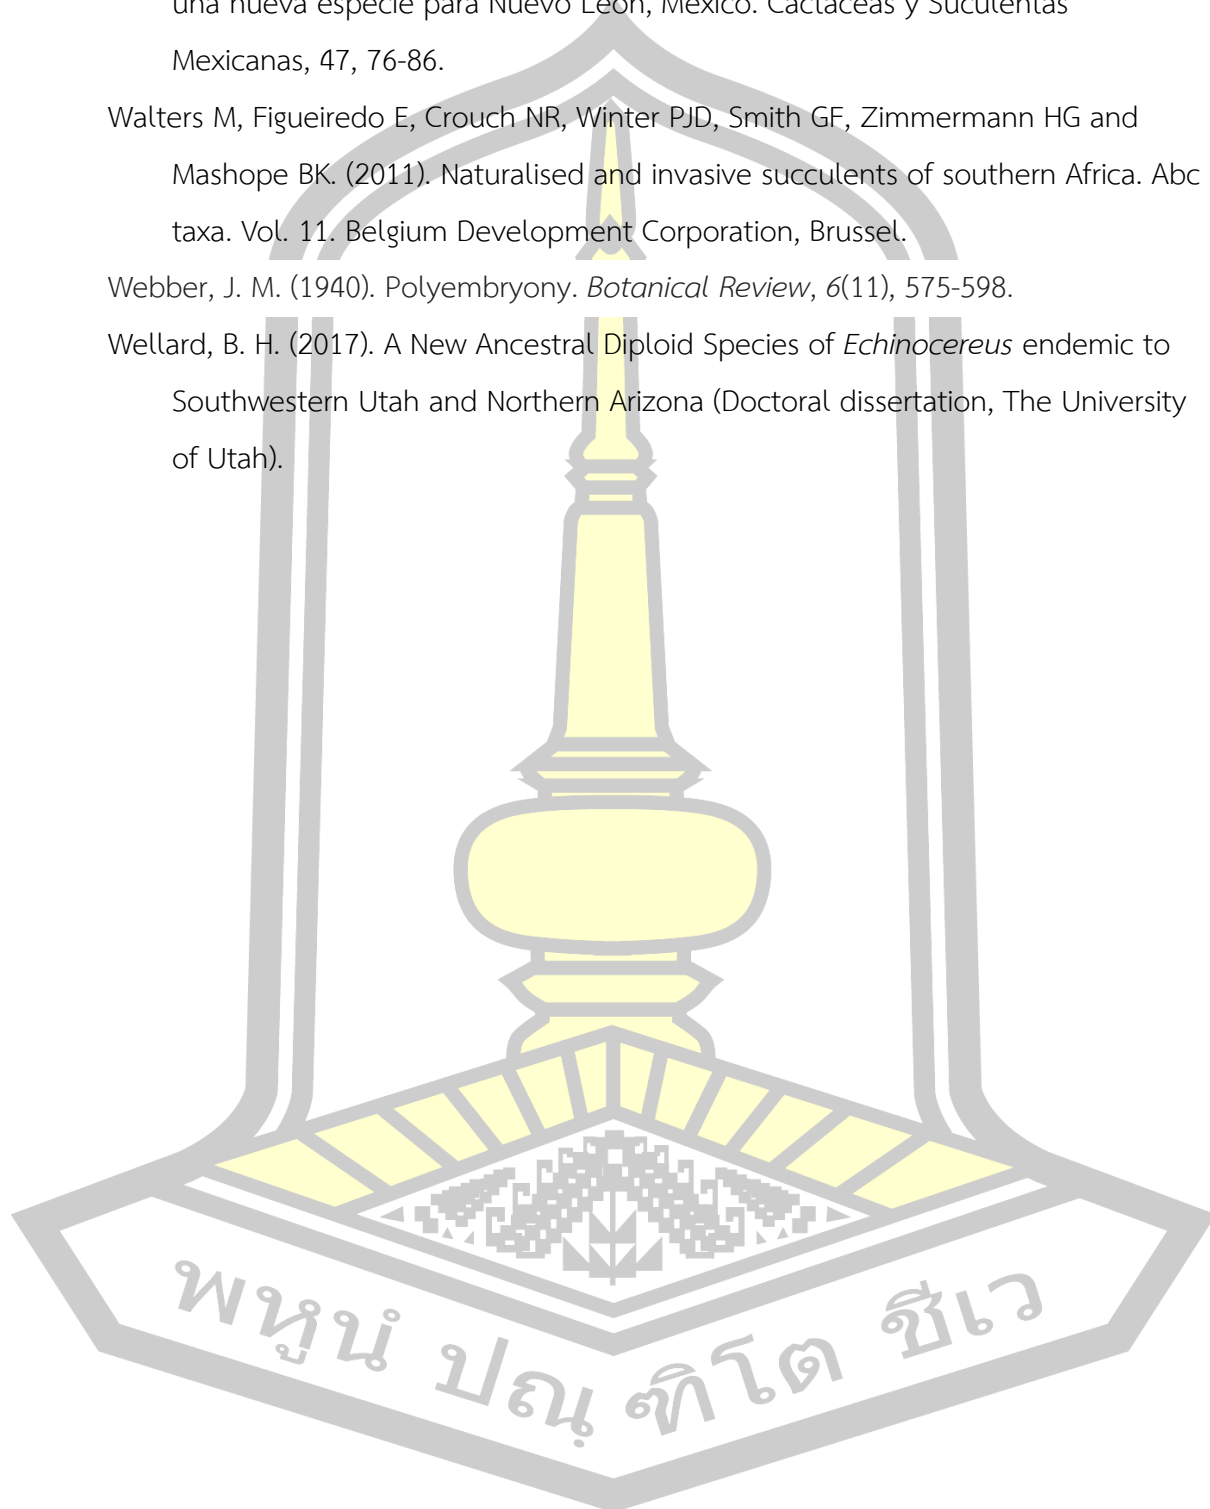 una nueva especie para Nuevo León, México. Cactáceas y Suculentas
Mexicanas, 47, 76-86.
Walters M, Figueiredo E, Crouch NR, Winter PJD, Smith GF, Zimmermann HG and
Mashope BK. (2011). Naturalised and invasive succulents of southern Africa. Abc
taxa. Vol. 11. Belgium Development Corporation, Brussel.
Webber, J. M. (1940). Polyembryony. Botanical Review, 6(11), 575-598.
Wellard, B. H. (2017). A New Ancestral Diploid Species of Echinocereus endemic to
Southwestern Utah and Northern Arizona (Doctoral dissertation, The University
of Utah).
พหูนํ ปณฺฑิโต ชีเว